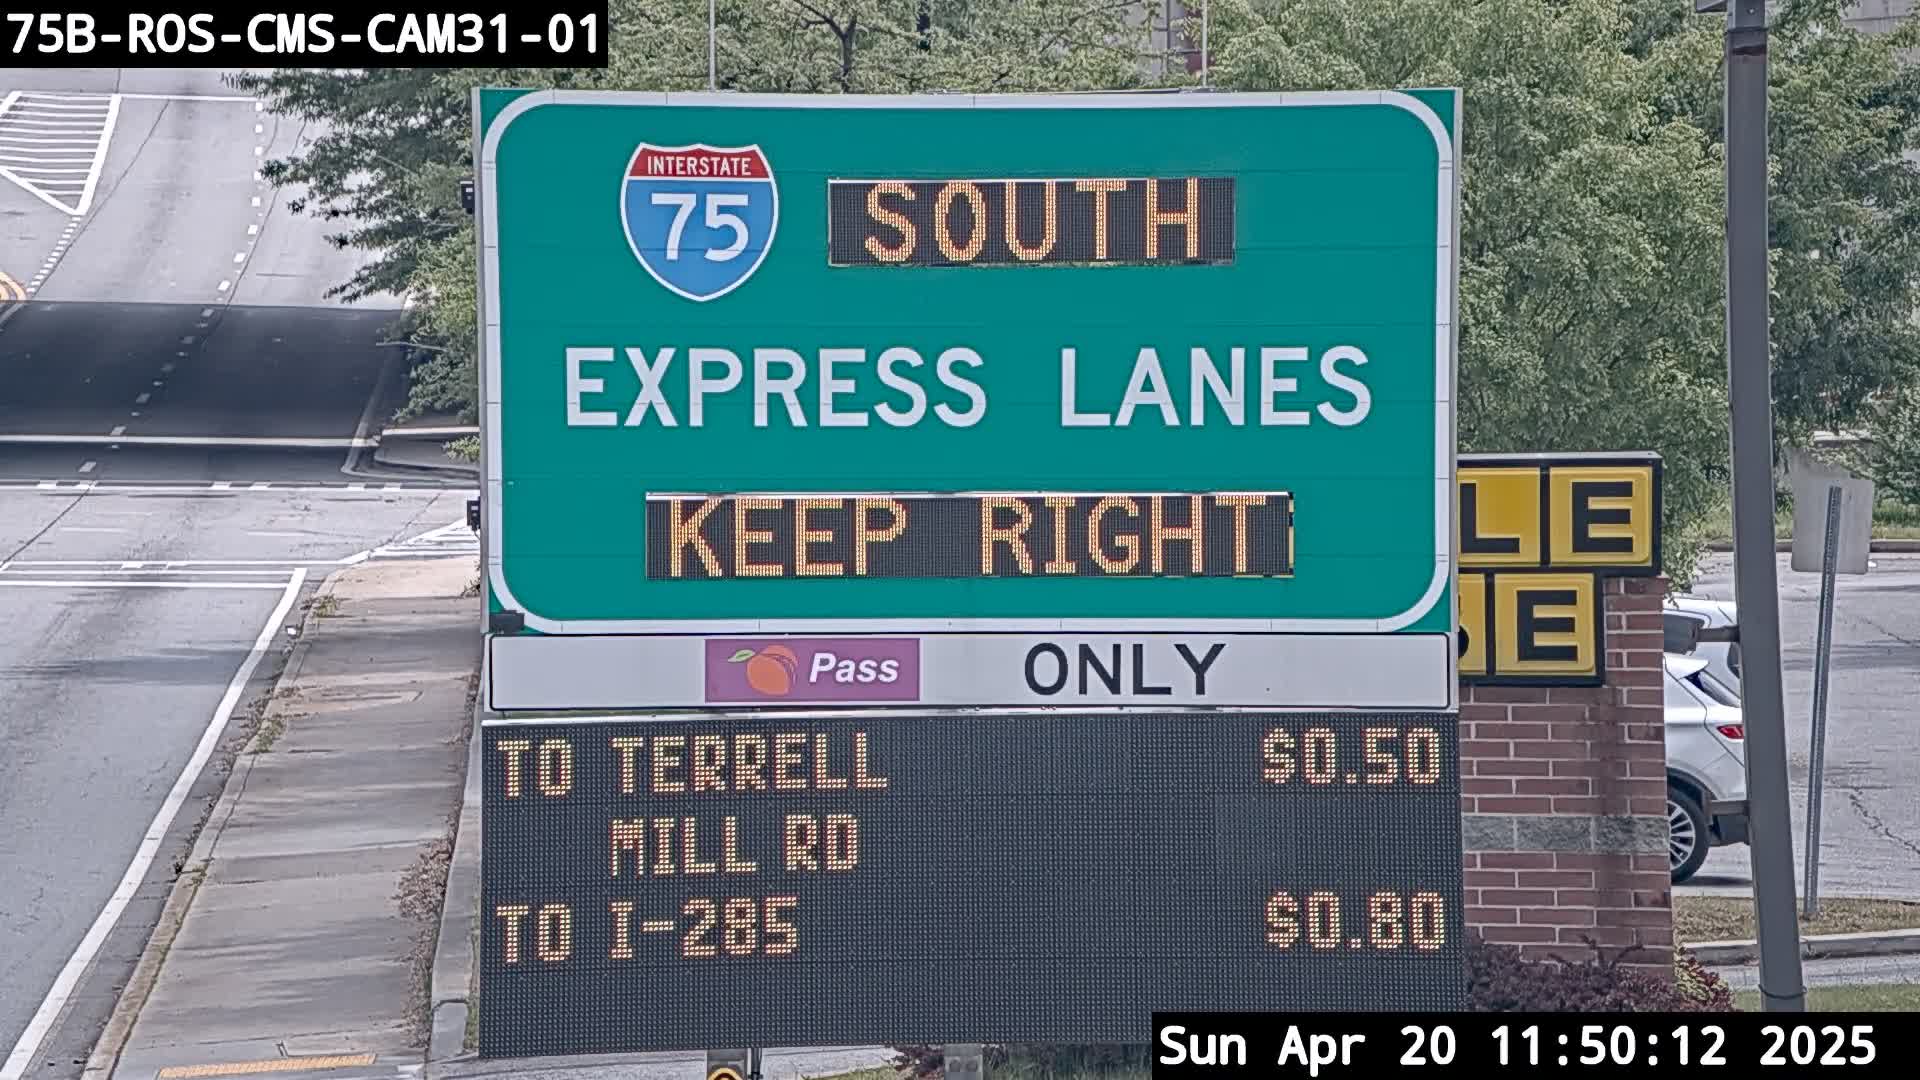 75B-ROS-CMS-CAM31-01
INTERSTATE
75
SOUTH
EXPRESS LANES
KEEP RIGHT
LE
E
Pass ONLY
TO TERRELL $0.50
MILL RD
TO I-285 $0.80
Sun Apr 20 11:50:12 2025